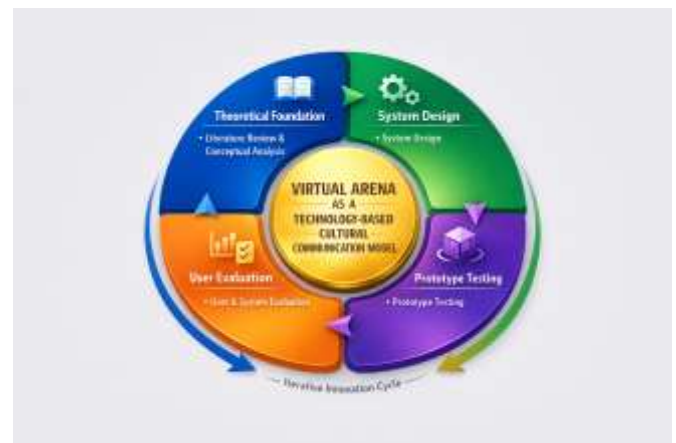 Theoretical Foundation
• Literature Review &
Conceptual Analysis
System Design
• System Design
VIRTUAL ARENA
AS A
TECHNOLOGY-BASED
CULTURAL
COMMUNICATION MODEL
User Evaluation
• User & System Evaluation
Prototype Testing
• Prototype Testing
Iterative Innovation Cycle